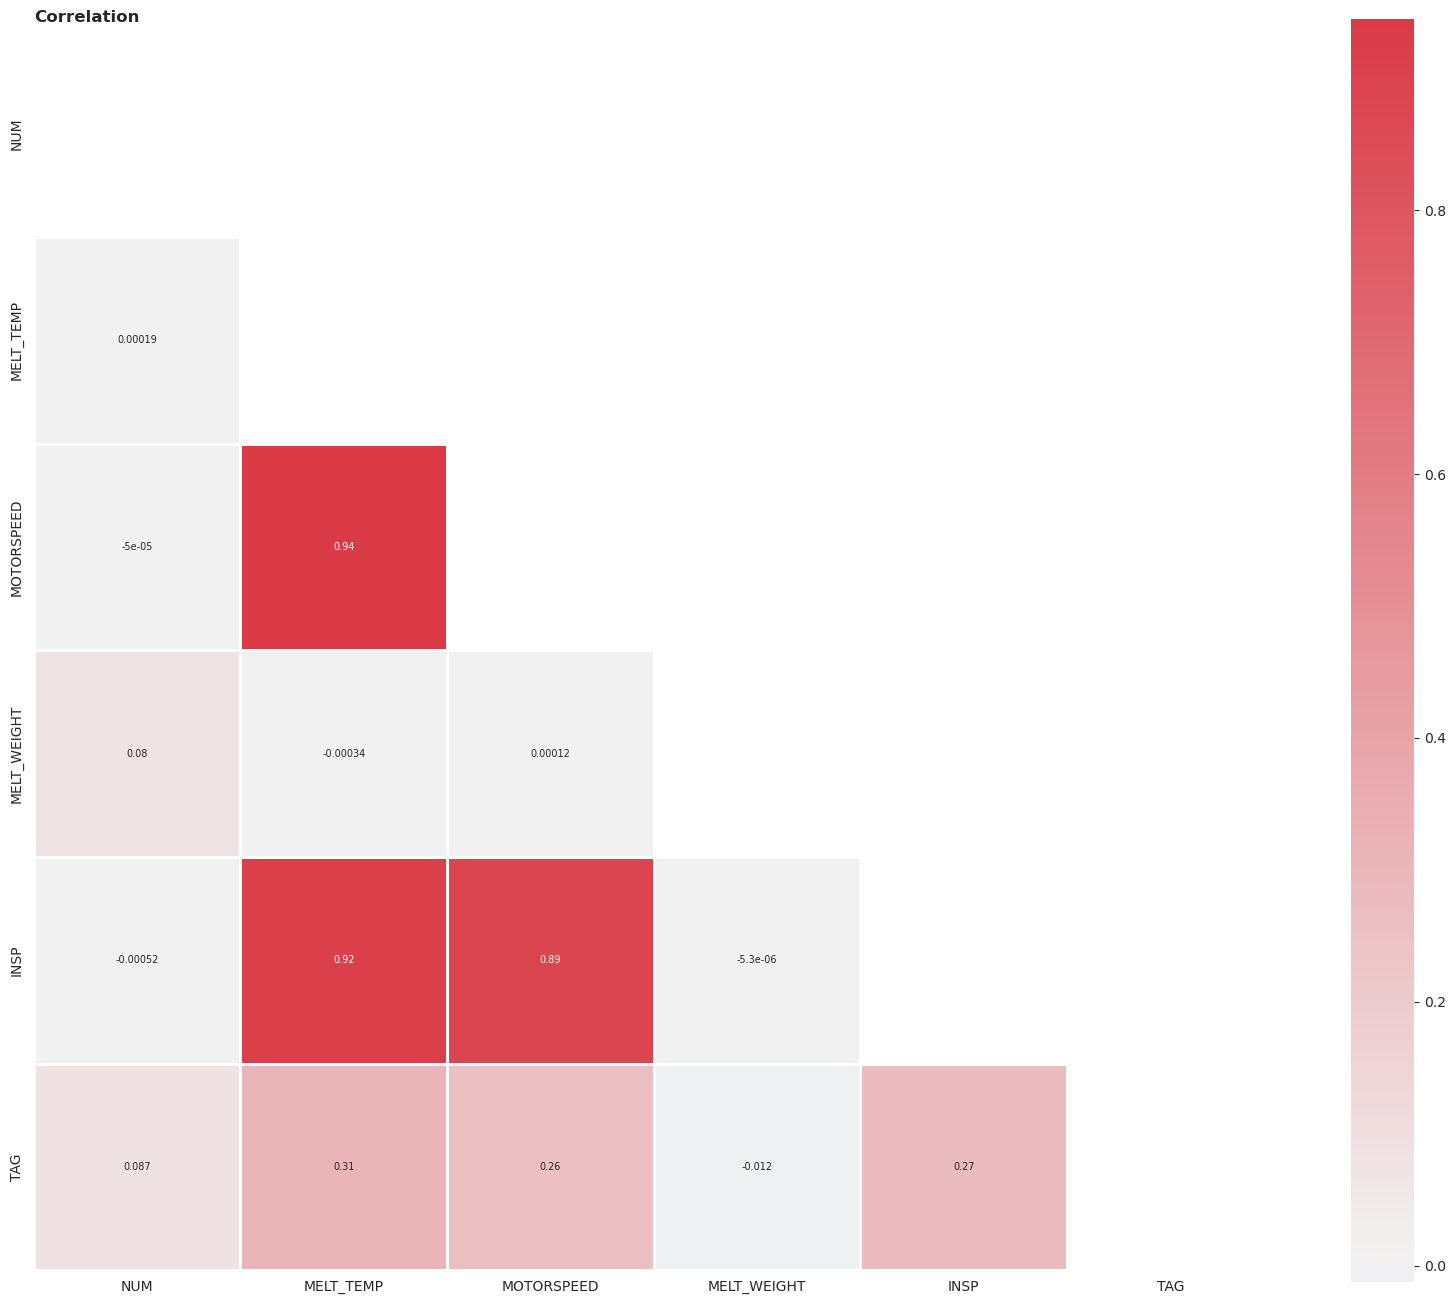 Correlation
NUM
MELT_TEMP
0.00019
MOTORSPEED
-5e-05
0.94
MELT_WEIGHT
0.08
-0.00034
0.00012
INSP
-0.00052
0.92
0.89
-5.3e-06
TAG
0.087
0.31
0.26
-0.012
0.27
NUM
MELT_TEMP
MOTORSPEED
MELT_WEIGHT
INSP
TAG
0.8
0.6
0.4
0.2
0.0